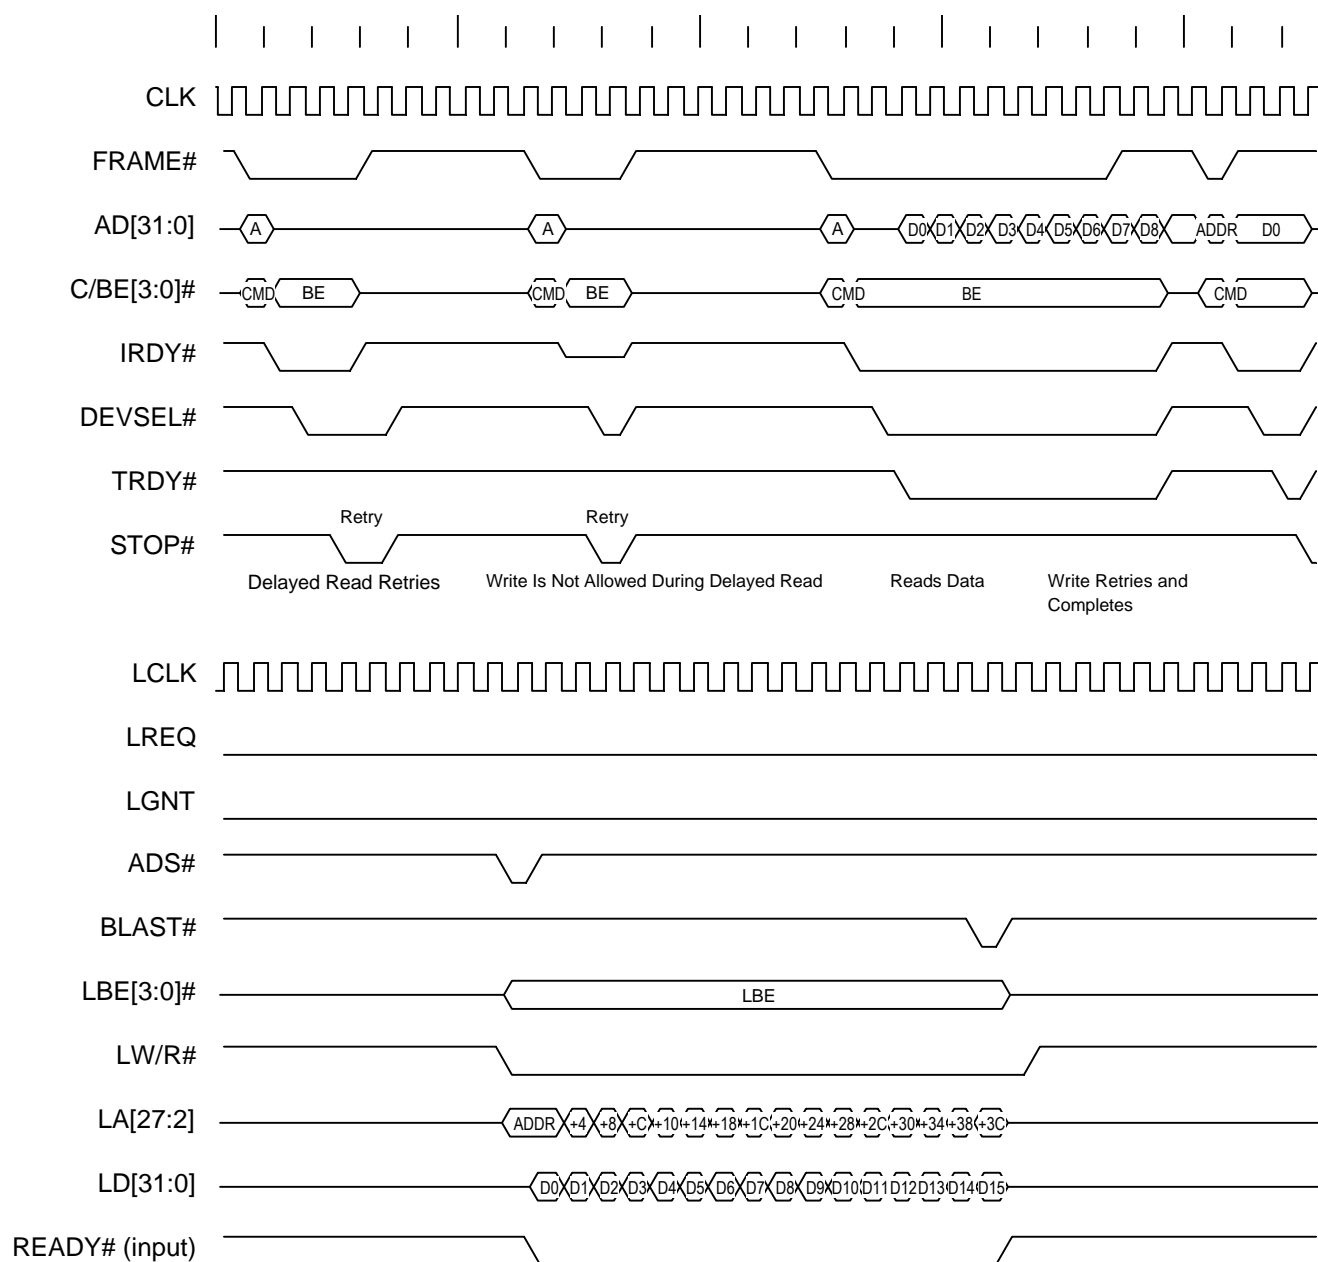 CLK
FRAME#
AD[31:0] A A A D0 D1 D2 D3 D4 D5 D6 D7 D8 ADDR D0
C/BE[3:0]# CMD BE CMD BE CMD BE CMD
IRDY#
DEVSEL#
TRDY#
Retry Retry
STOP#
Delayed Read Retries Write Is Not Allowed During Delayed Read Reads Data Write Retries and
Completes
LCLK
LREQ
LGNT
ADS#
BLAST#
LBE[3:0]# LBE
LW/R#
LA[27:2] ADDR +4 +8 +C +10 +14 +18 +1C +20 +24 +28 +2C +30 +34 +38 +3C
LD[31:0] D0 D1 D2 D3 D4 D5 D6 D7 D8 D9 D10 D11 D12 D13 D14 D15
READY# (input)